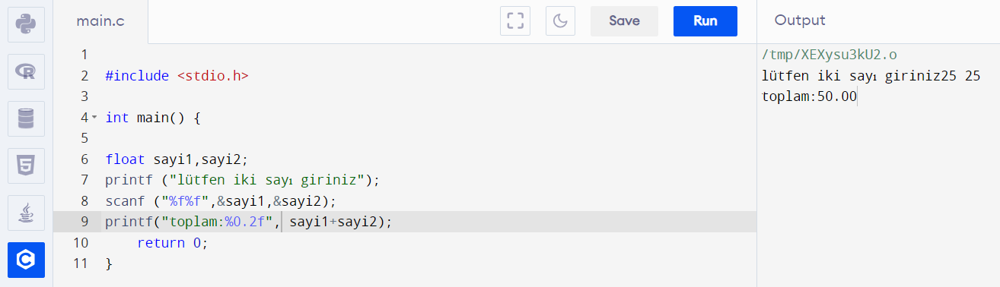 main.c
Save
Run
Output
1
2 #include <stdio.h>
3
4 int main() {
5
6 float sayi1,sayi2;
7 printf ("lütfen iki sayı giriniz");
8 scanf ("%f%f",&sayi1,&sayi2);
9 printf("toplam:%0.2f", sayi1+sayi2);
10 return 0;
11 }
/tmp/XEXysu3kU2.o
lütfen iki sayı giriniz25 25
toplam:50.00